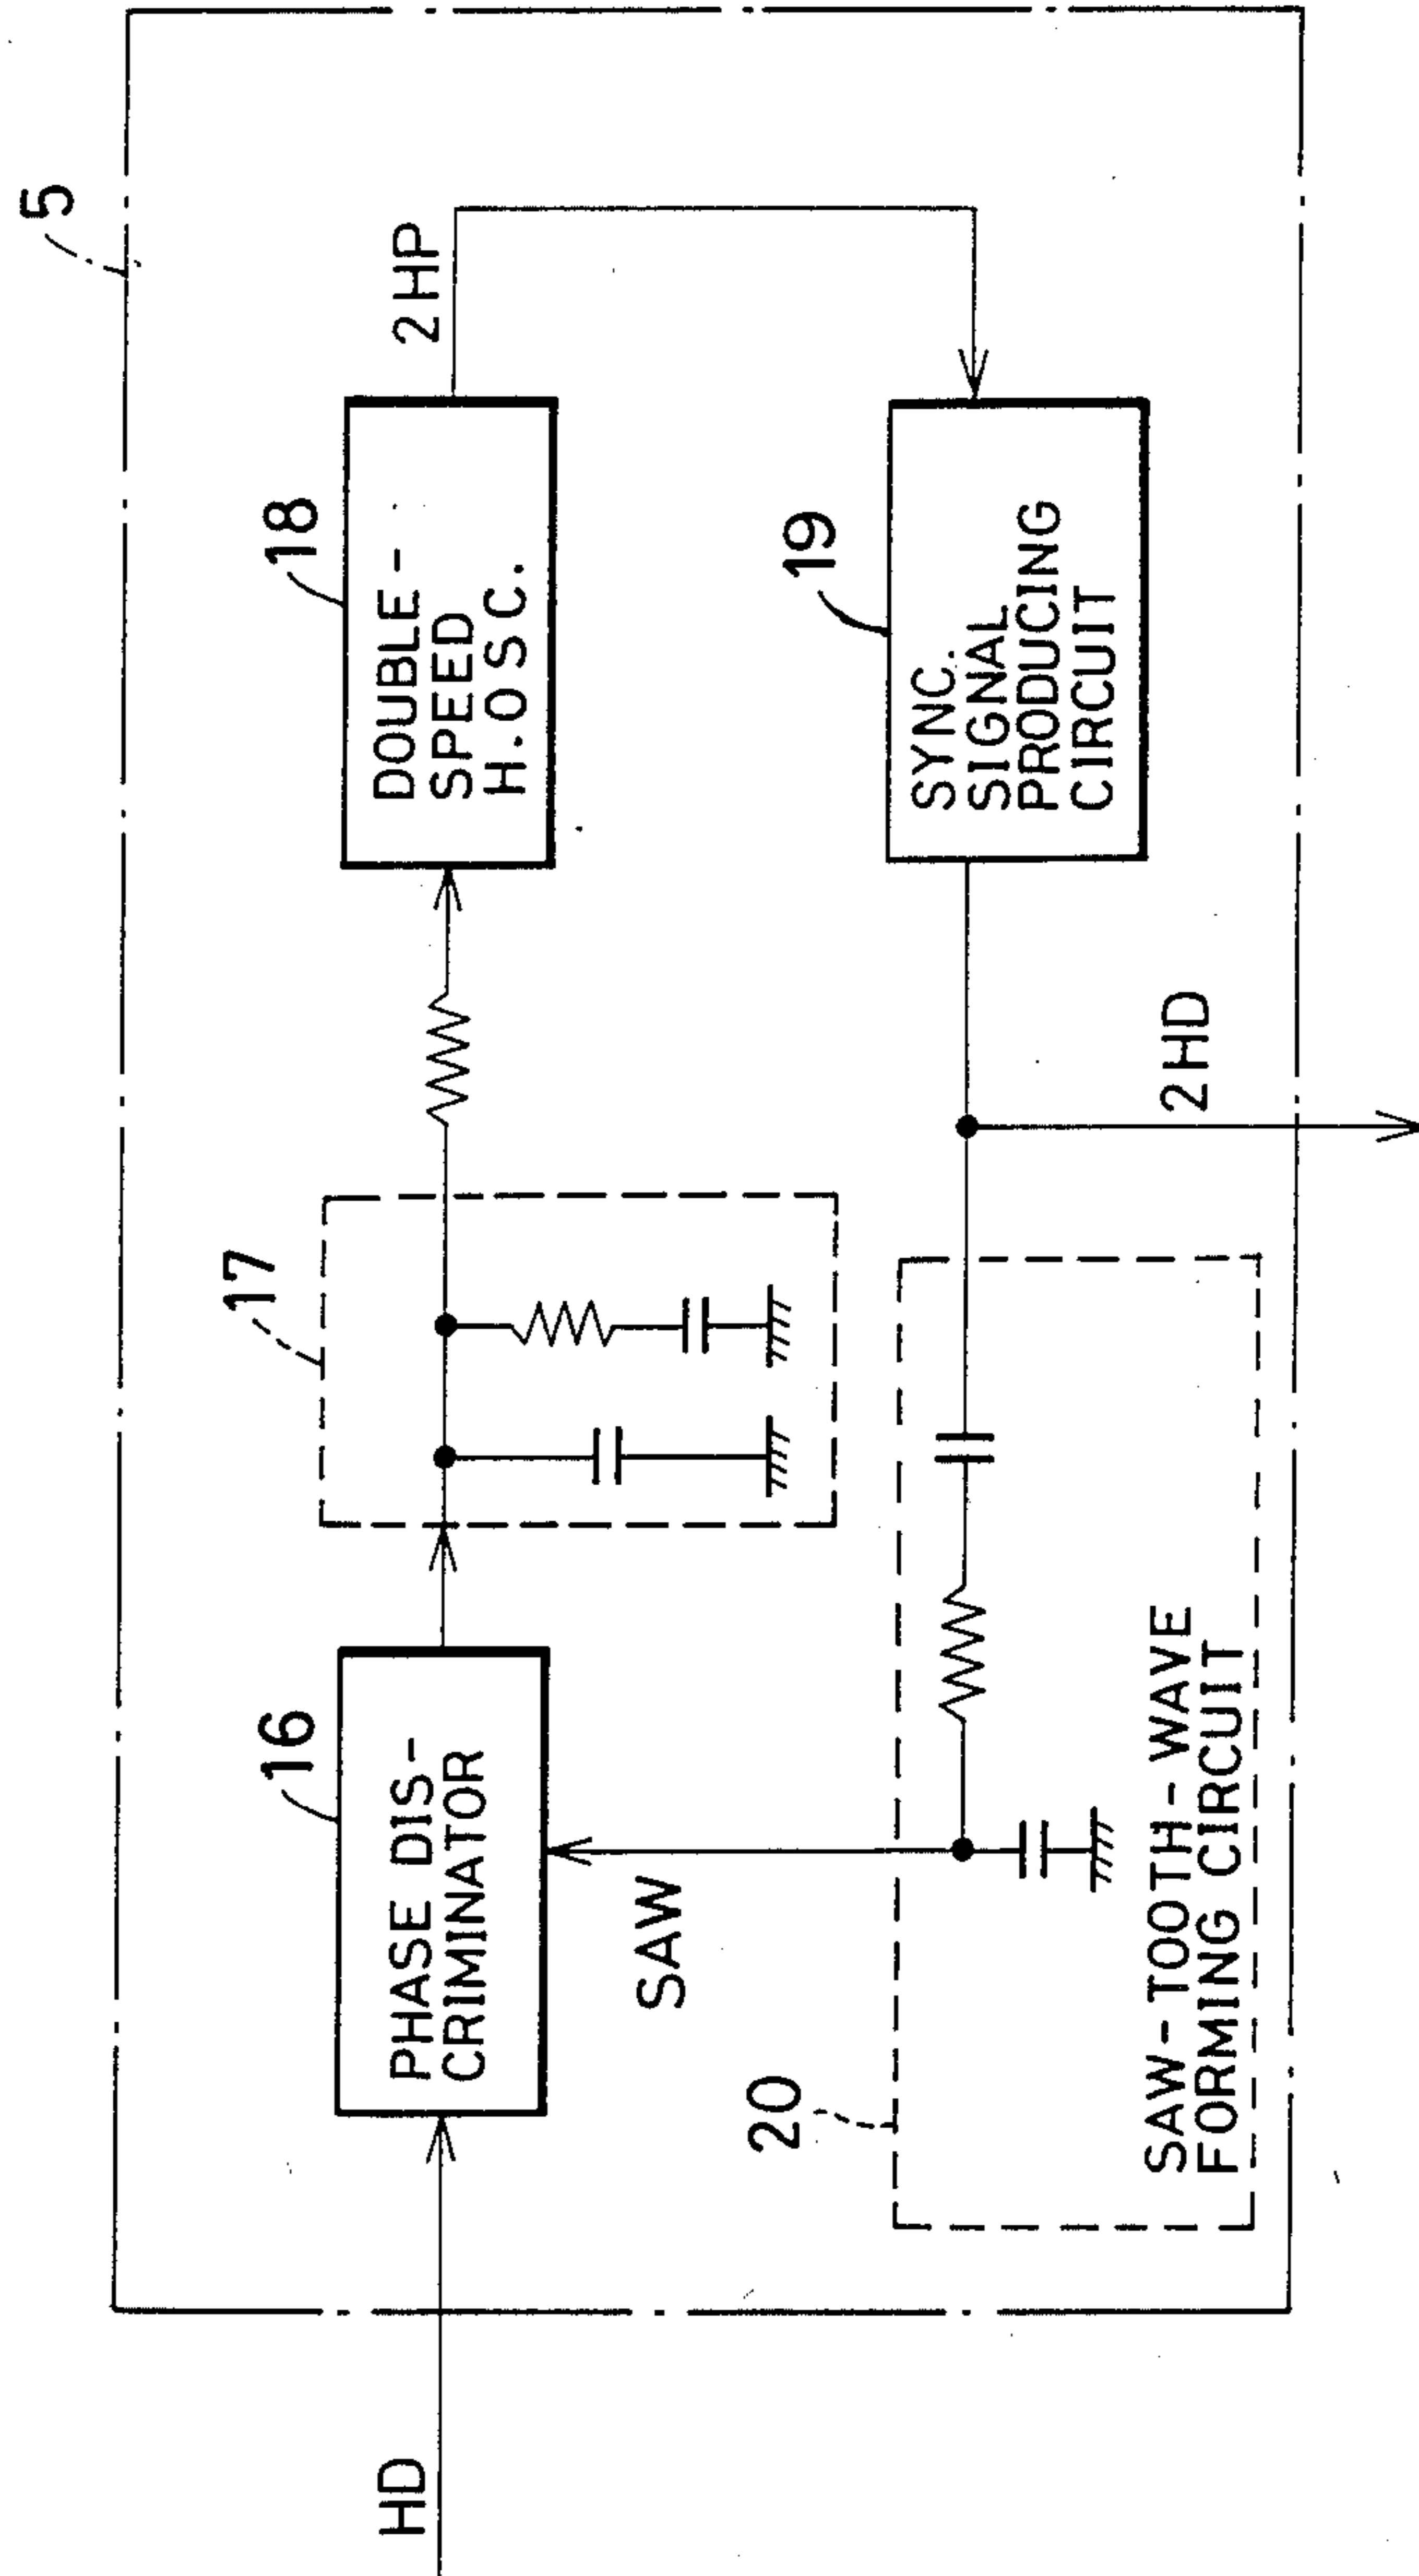 5
HD
16
PHASE DIS-
CRIMINATOR
17
18
DOUBLE-
SPEED
H.OSC.
2HP
SAW
19
SYNC.
SIGNAL
PRODUCING
CIRCUIT
20
SAW-TOOTH-WAVE
FORMING CIRCUIT
2HD